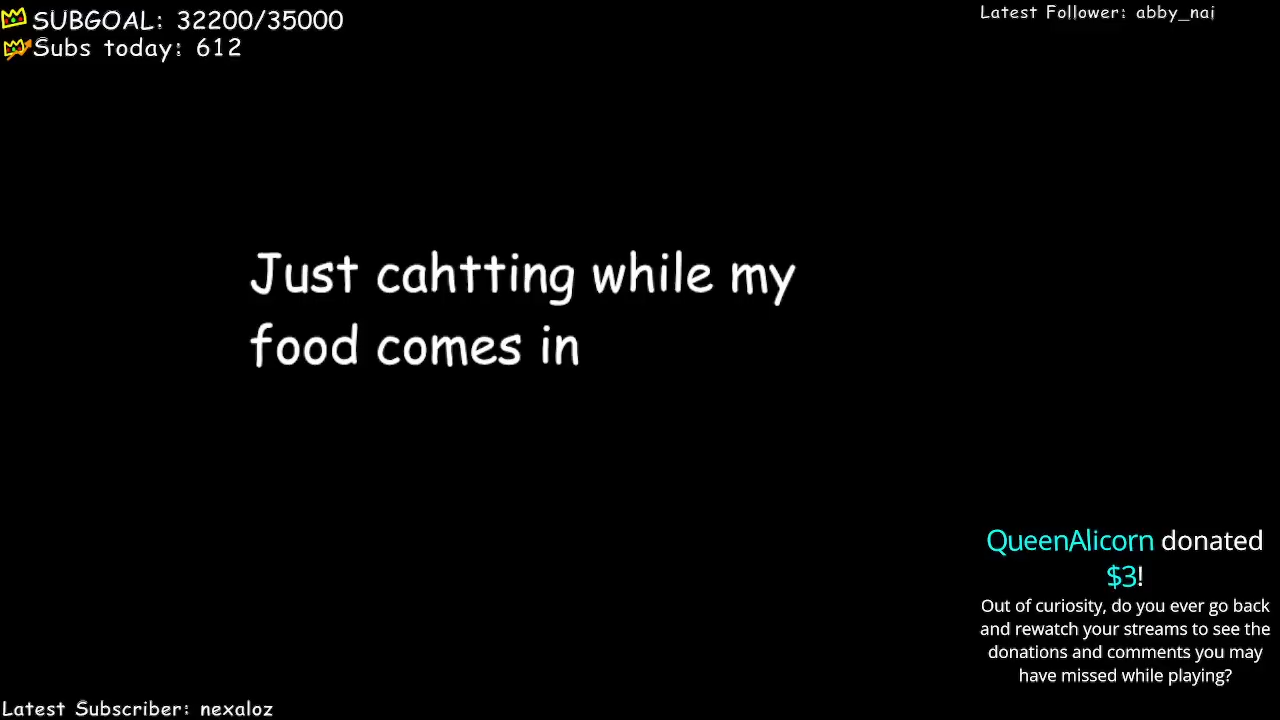 SUBGOAL: 32200/35000
Subs today: 612
Latest Follower: abby_nai
Just cahtting while my
food comes in
QueenAlicorn donated
$3!
Out of curiosity, do you ever go back
and rewatch your streams to see the
donations and comments you may
have missed while playing?
Latest Subscriber: nexaloz